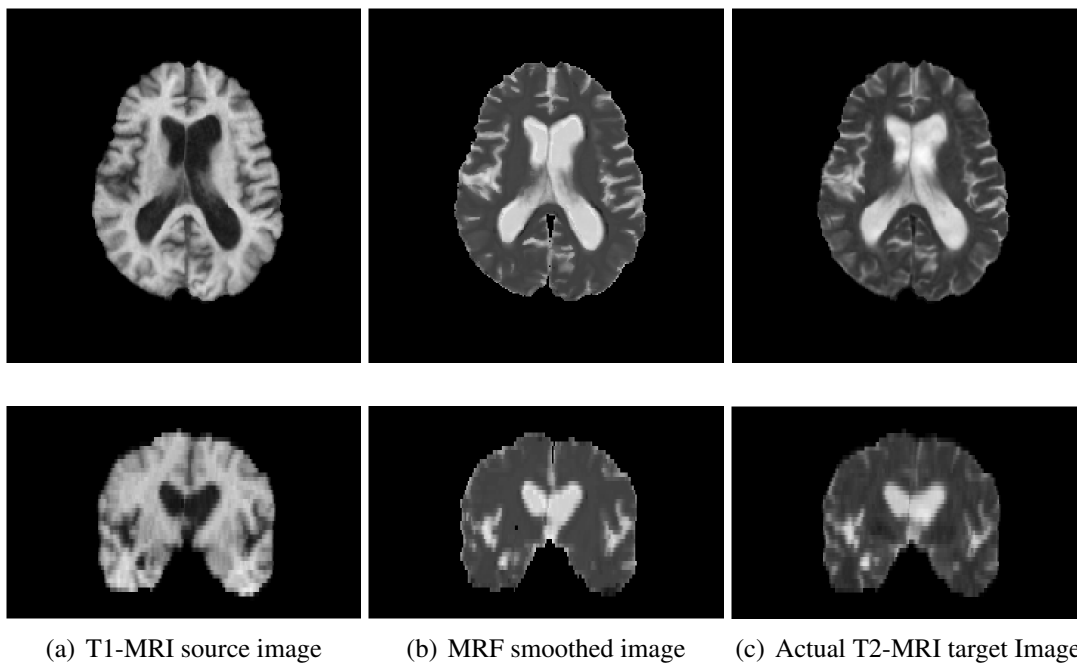 (a) T1-MRI source image
(b) MRF smoothed image
(c) Actual T2-MRI target Image